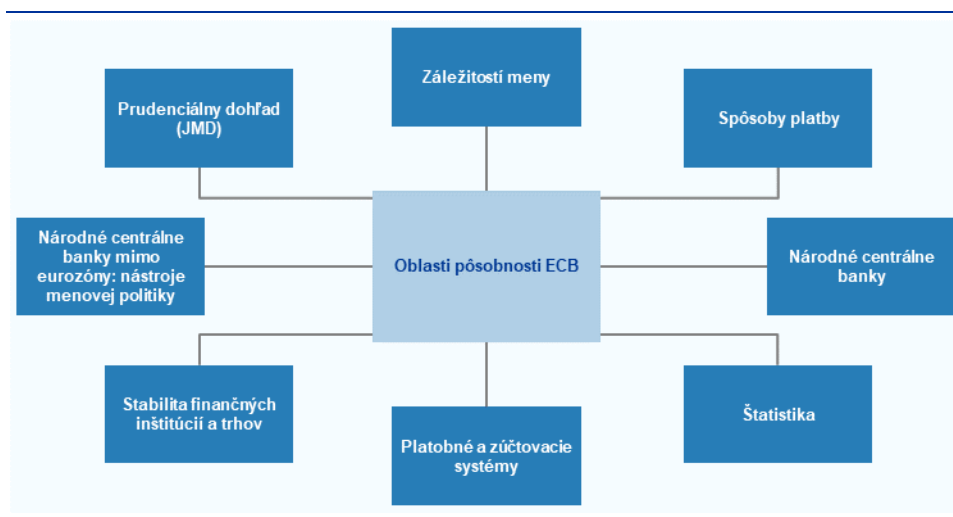 Záležitostí meny
Prudenciálny dohľad
(JMD)
Spôsoby platby
Národné centrálne
banky mimo
eurozóny: nástroje
menovej politiky
Oblasti pôsobnosti ECB
Národné centrálne
banky
Stabilita finančných
inštitúcií a trhov
Platobné a zúčtovacie
systémy
Štatistika